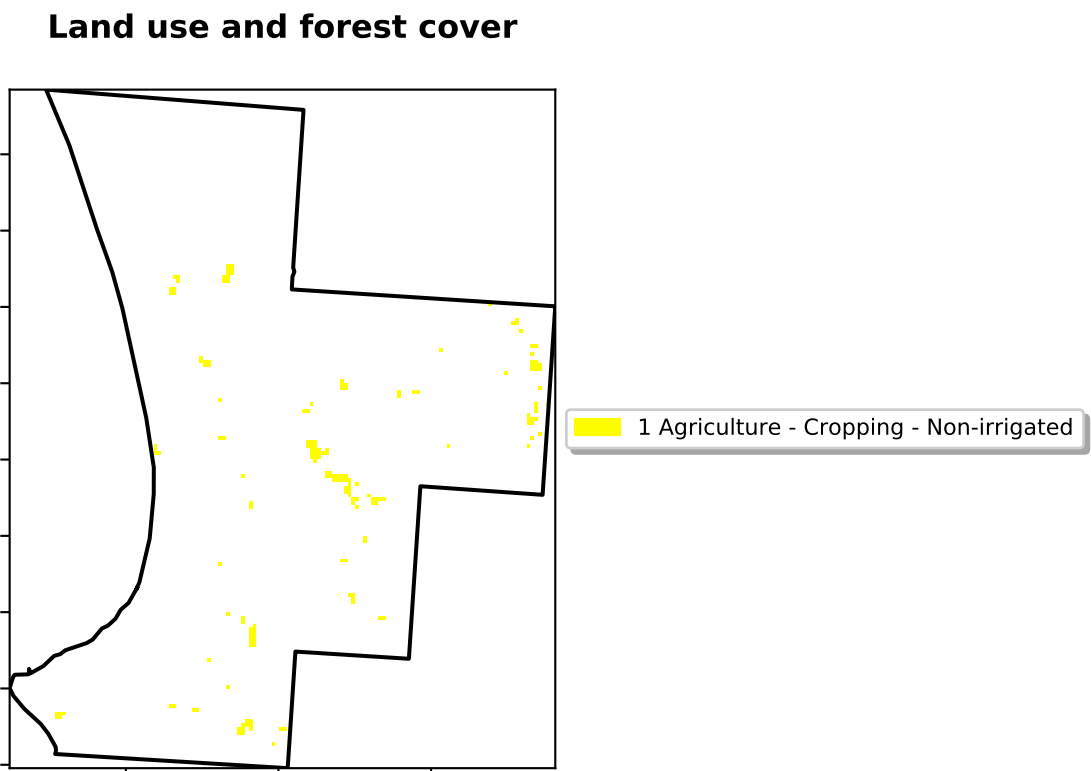 Land use and forest cover
1 Agriculture - Cropping - Non-irrigated